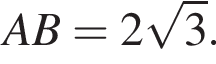 AB = 2√3.